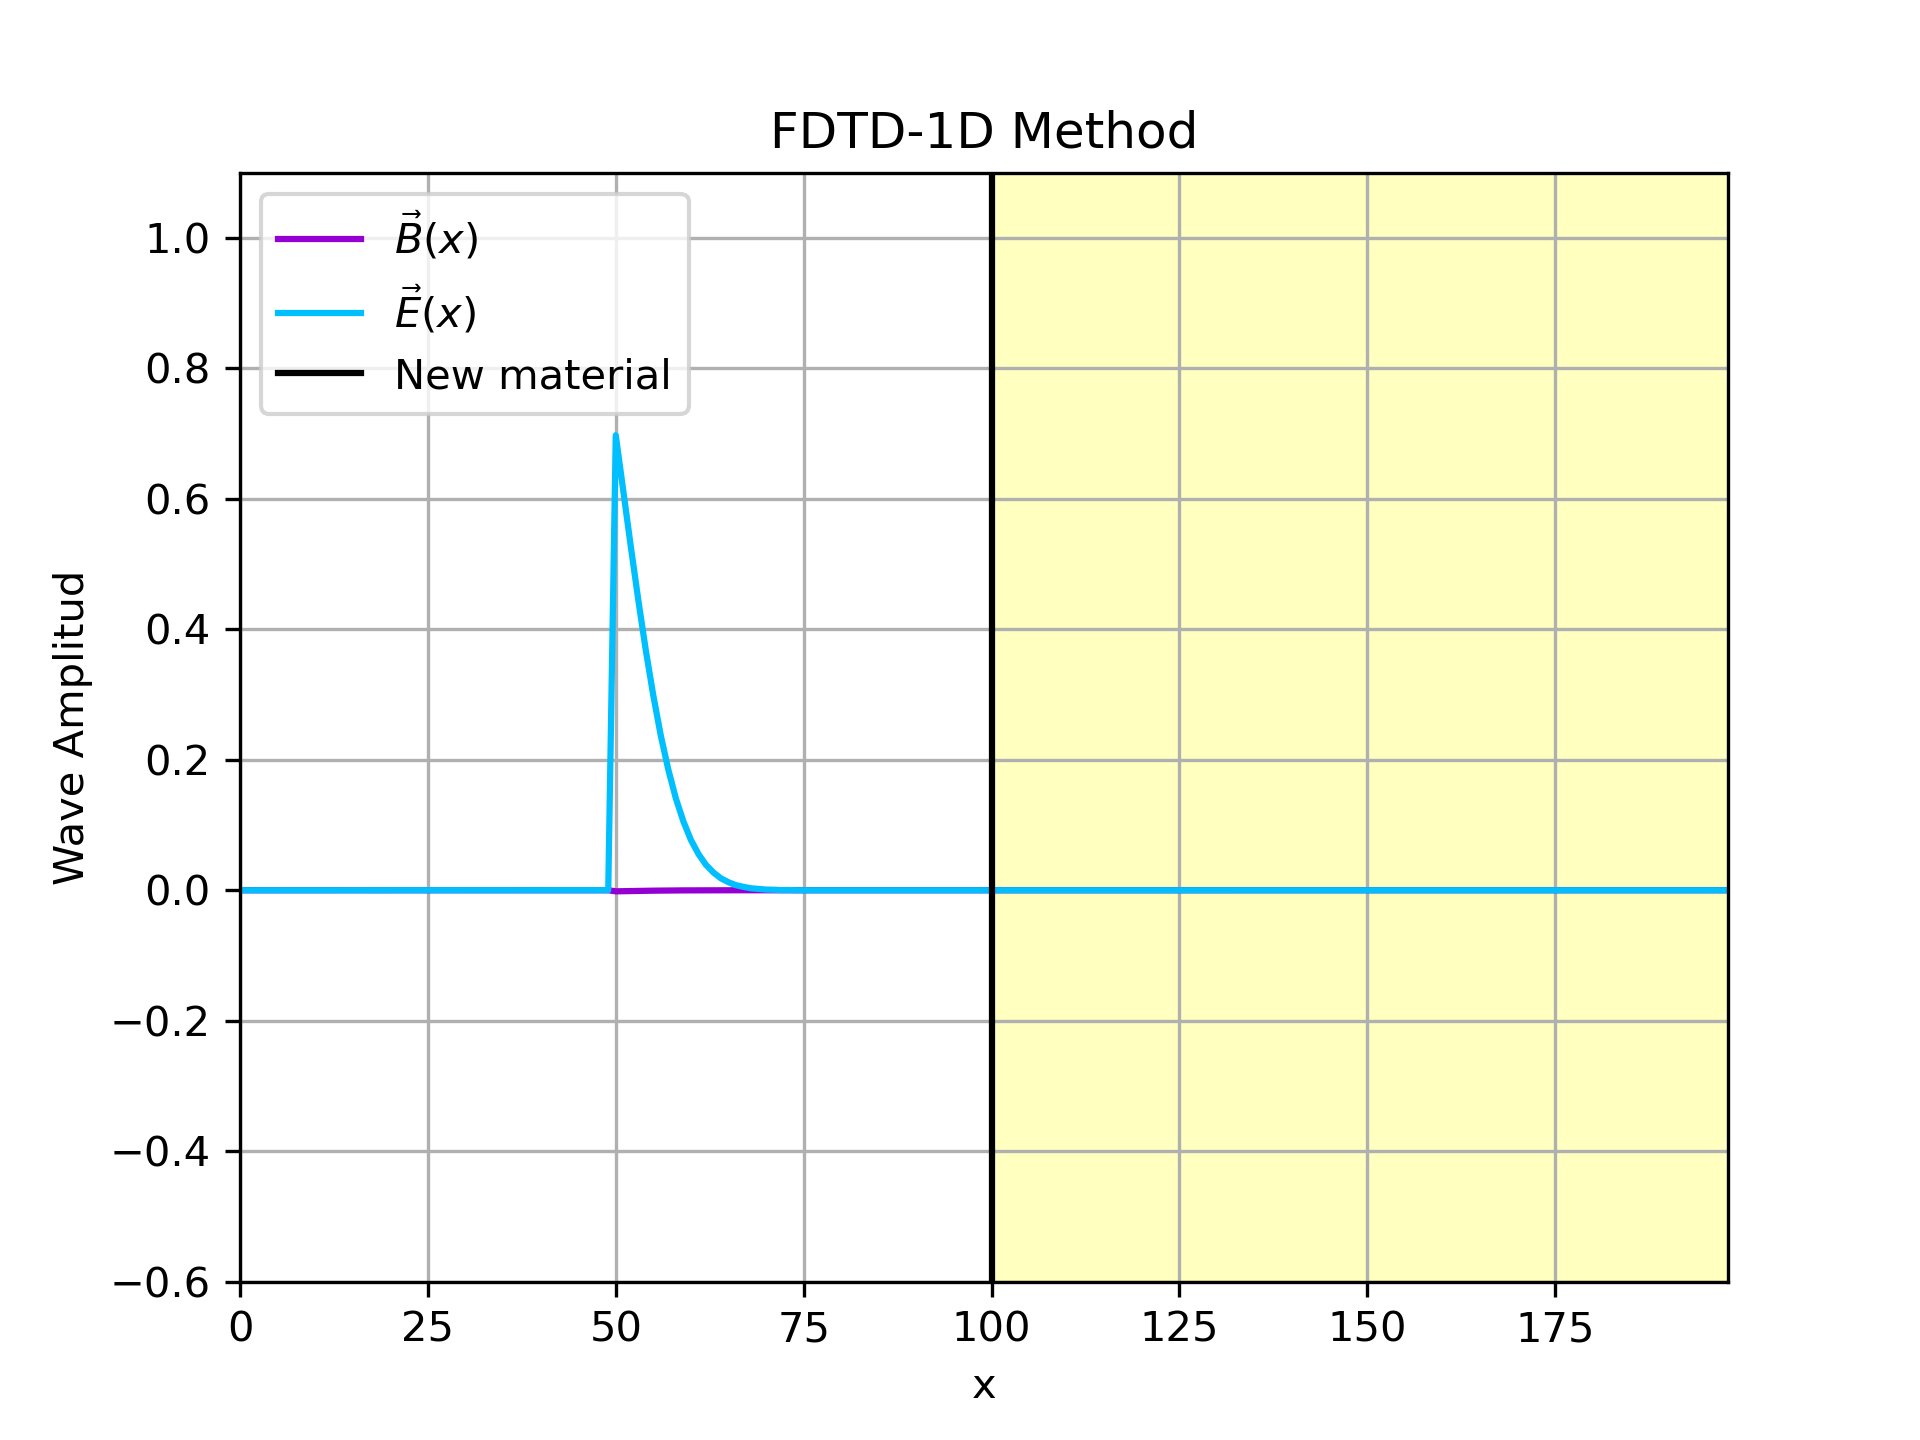 FDTD-1D Method
B⃗(x)
E⃗(x)
New material
Wave Amplitud
1.0
0.8
0.6
0.4
0.2
0.0
−0.2
−0.4
−0.6
0 25 50 75 100 125 150 175
x